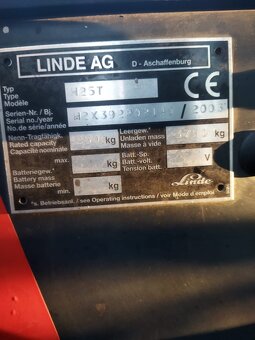 LINDE AG
D - Aschaffenburg
Typ
Type H25T
Modèle
CE
Serien-Nr. / Bj.
Serial no./year / 2003
No. de série/année
Nenn-Tragfähigk. kg Leergew. kg
Rated capacity Unladen mass
Capacité nominale Masse à vide
max. kg Batt.-Sp. V
Batteriegew. Batt.-volt.
Battery mass Tension batt.
Masse batterie kg
min.
Linde
*s. Betriebsanl. / see Operating instructions / voir Mode d'emploi